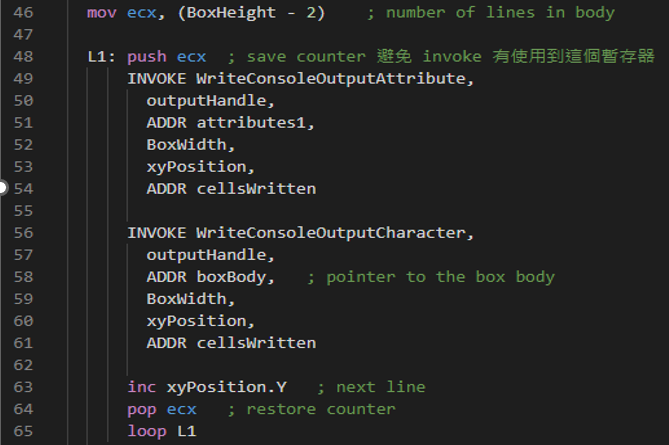 46 mov ecx, (BoxHeight - 2)    ; number of lines in body
47
48 L1: push ecx  ; save counter 避免 invoke 有使用到這個暫存器
49     INVOKE WriteConsoleOutputAttribute,
50       outputHandle,
51       ADDR attributes1,
52       BoxWidth,
53       xyPosition,
54       ADDR cellsWritten
55
56     INVOKE WriteConsoleOutputCharacter,
57       outputHandle,
58       ADDR boxBody,   ; pointer to the box body
59       BoxWidth,
60       xyPosition,
61       ADDR cellsWritten
62
63     inc xyPosition.Y   ; next line
64     pop ecx   ; restore counter
65     loop L1